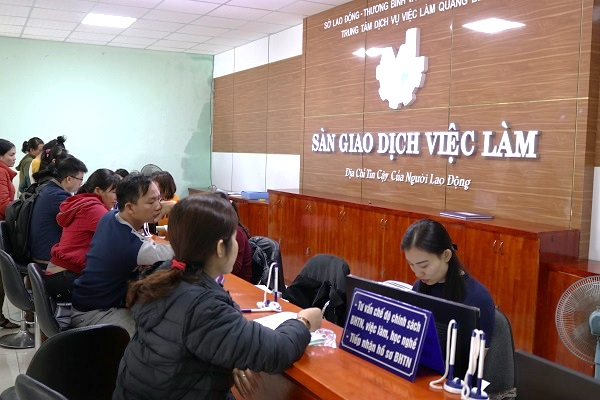 SỞ LAO ĐỘNG - THƯƠNG BINH
TRUNG TÂM DỊCH VỤ VIỆC LÀM QUẢNG
SÀN GIAO DỊCH VIỆC LÀM
Địa Chỉ Tin Cậy Của Người Lao Động
- Tư vấn chế độ chính sách
BHTN, việc làm, học nghề
- Tiếp nhận hồ sơ BHTN